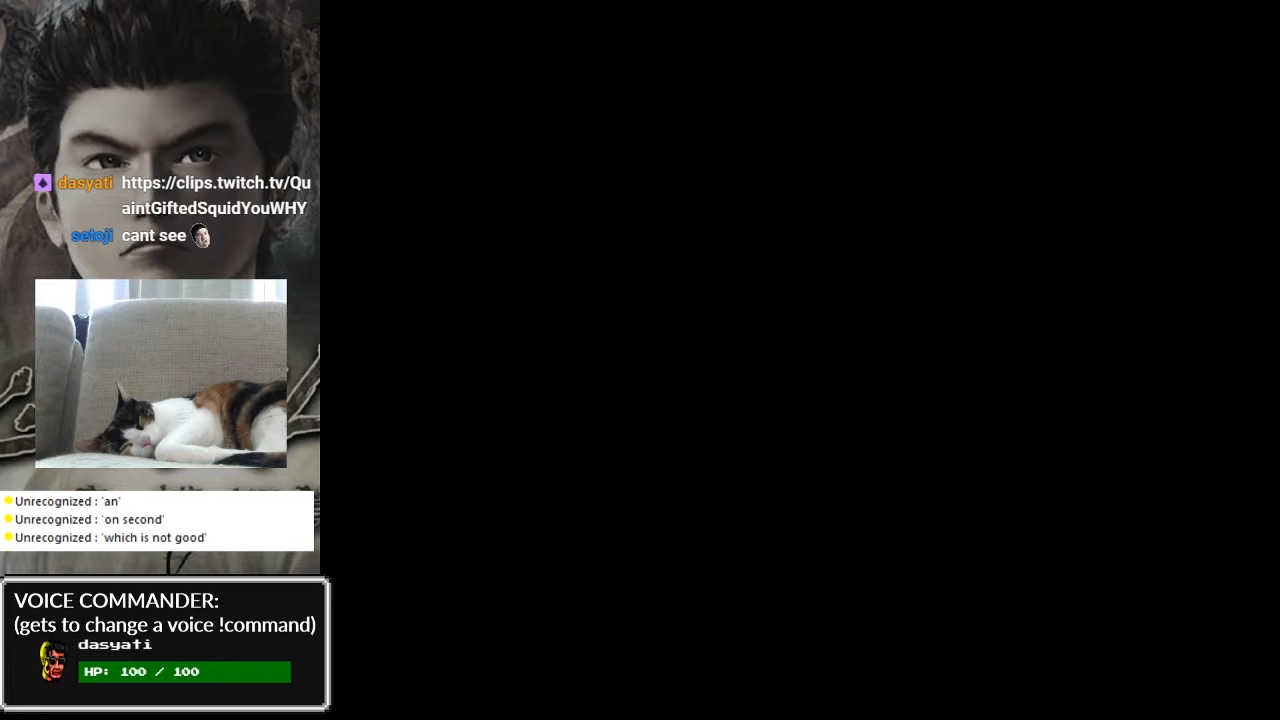 dasyati https://clips.twitch.tv/Qu
aintGiftedSquidYouWHY
setoji cant see
Unrecognized : 'an'
Unrecognized : 'on second'
Unrecognized : 'which is not good'
VOICE COMMANDER:
(gets to change a voice !command)
dasyati
HP: 100 / 100